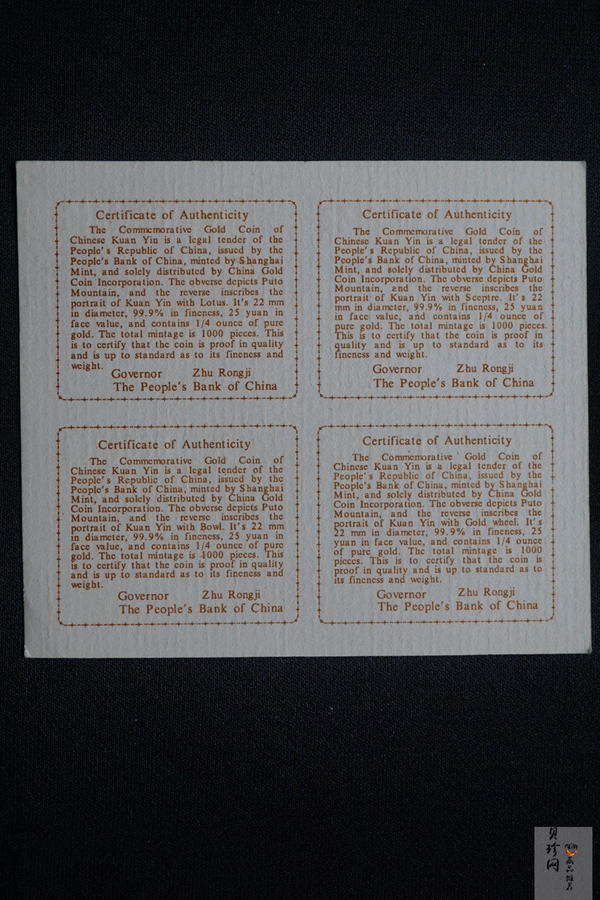 Certificate of Authenticity
The Commemorative Gold Coin of
Chinese Kuan Yin is a legal tender of the
People's Republic of China, issued by the
People's Bank of China, minted by Shanghai
Mint, and solely distributed by China Gold
Coin Incorporation. The obverse depicts Puto
Mountain, and the reverse inscribes the
portrait of Kuan Yin with Lotus. It's 22 mm
in diameter, 99.9% in fineness, 25 yuan in
face value, and contains 1/4 ounce of pure
gold. The total mintage is 1000 pieces. This
is to certify that the coin is proof in quality
and is up to standard as to its fineness and
weight.
Governor Zhu Rongji
The People's Bank of China
Certificate of Authenticity
The Commemorative Gold Coin of
Chinese Kuan Yin is a legal tender of the
People's Republic of China, issued by the
People's Bank of China, minted by Shanghai
Mint, and solely distributed by China Gold
Coin Incorporation. The obverse depicts Puto
Mountain, and the reverse inscribes the
portrait of Kuan Yin with Sceptre. It's 22
mm in diameter, 99.9% in fineness, 25 yuan
in face value, and contains 1/4 ounce of
pure gold. The total mintage is 1000 pieces.
This is to certify that the coin is proof in
quality and is up to standard as to its
fineness and weight.
Governor Zhu Rongji
The People's Bank of China
Certificate of Authenticity
The Commemorative Gold Coin of
Chinese Kuan Yin is a legal tender of the
People's Republic of China, issued by the
People's Bank of China, minted by Shanghai
Mint, and solely distributed by China Gold
Coin Incorporation. The obverse depicts Puto
Mountain, and the reverse inscribes the
portrait of Kuan Yin with Bowl. It's 22 mm
in diameter, 99.9% in fineness, 25 yuan in
face value, and contains 1/4 ounce of pure
gold. The total mintage is 1000 pieces. This
is to certify that the coin is proof in quality
and is up to standard as to its fineness and
weight.
Governor Zhu Rongji
The People's Bank of China
Certificate of Authenticity
The Commemorative Gold Coin of
Chinese Kuan Yin is a legal tender of the
People's Republic of China, issued by the
People's Bank of China, minted by Shanghai
Mint, and solely distributed by China Gold
Coin Incorporation. The obverse depicts Puto
Mountain, and the reverse inscribes the
portrait of Kuan Yin with Gold wheel. It's
22 mm in diameter, 99.9% in fineness, 25
yuan in face value, and contains 1/4 ounce
of pure gold. The total mintage is 1000
pieces. This is to certify that the coin is
proof in quality and is up to standard as to
its fineness and weight.
Governor Zhu Rongji
The People's Bank of China
贝珍网